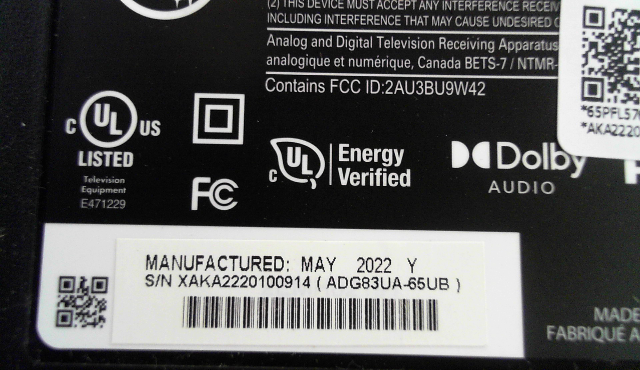 (2) THIS DEVICE MUST ACCEPT ANY INTERFERENCE RECEIV
INCLUDING INTERFERENCE THAT MAY CAUSE UNDESIRED
Analog and Digital Television Receiving Apparatus
analogique et numérique, Canada BETS-7 / NTMR-
Contains FCC ID:2AU3BU9W42
*65PFL57
*AKA2220
C UL US
LISTED
Television
Equipment
E471229
FC
C UL Energy
Verified
Dolby
AUDIO
MANUFACTURED: MAY 2022 Y
S/N XAKA2220100914 ( ADG83UA-65UB )
MADE
FABRIQUÉ A